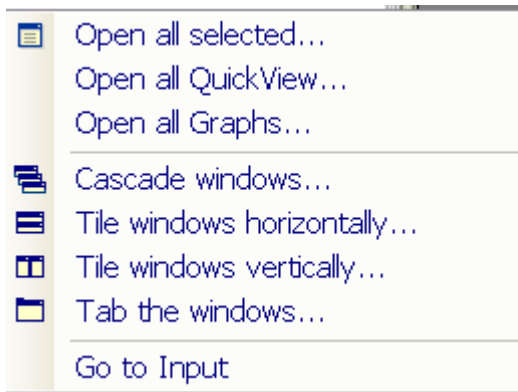 Open all selected...
Open all QuickView...
Open all Graphs...
Cascade windows...
Tile windows horizontally...
Tile windows vertically...
Tab the windows...
Go to Input